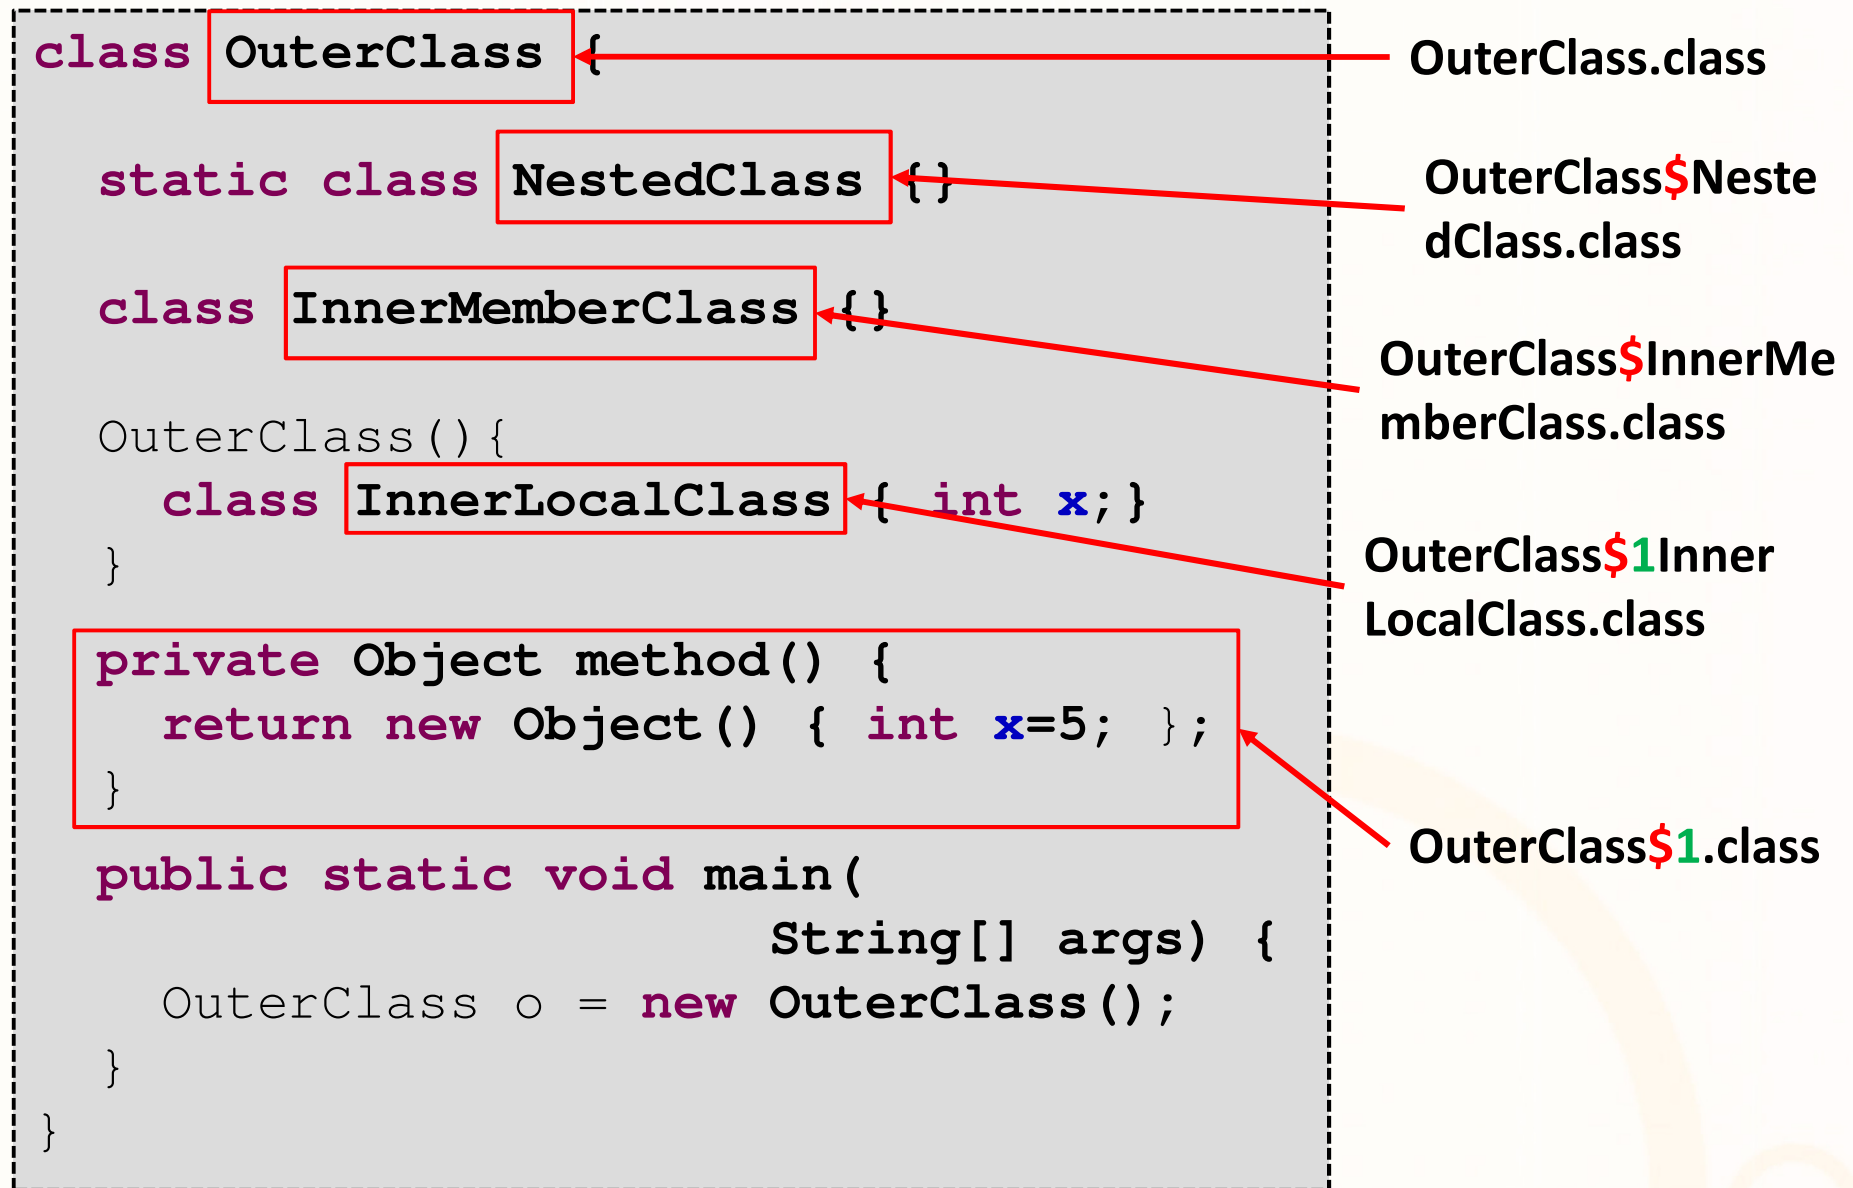 class OuterClass {
static class NestedClass {}
class InnerMemberClass {}
OuterClass(){
class InnerLocalClass { int x;}
}
private Object method() {
return new Object() { int x=5; };
}
public static void main(
String[] args) {
OuterClass o = new OuterClass();
}
}
OuterClass.class
OuterClass$Neste
dClass.class
OuterClass$InnerMe
mberClass.class
OuterClass$1Inner
LocalClass.class
OuterClass$1.class